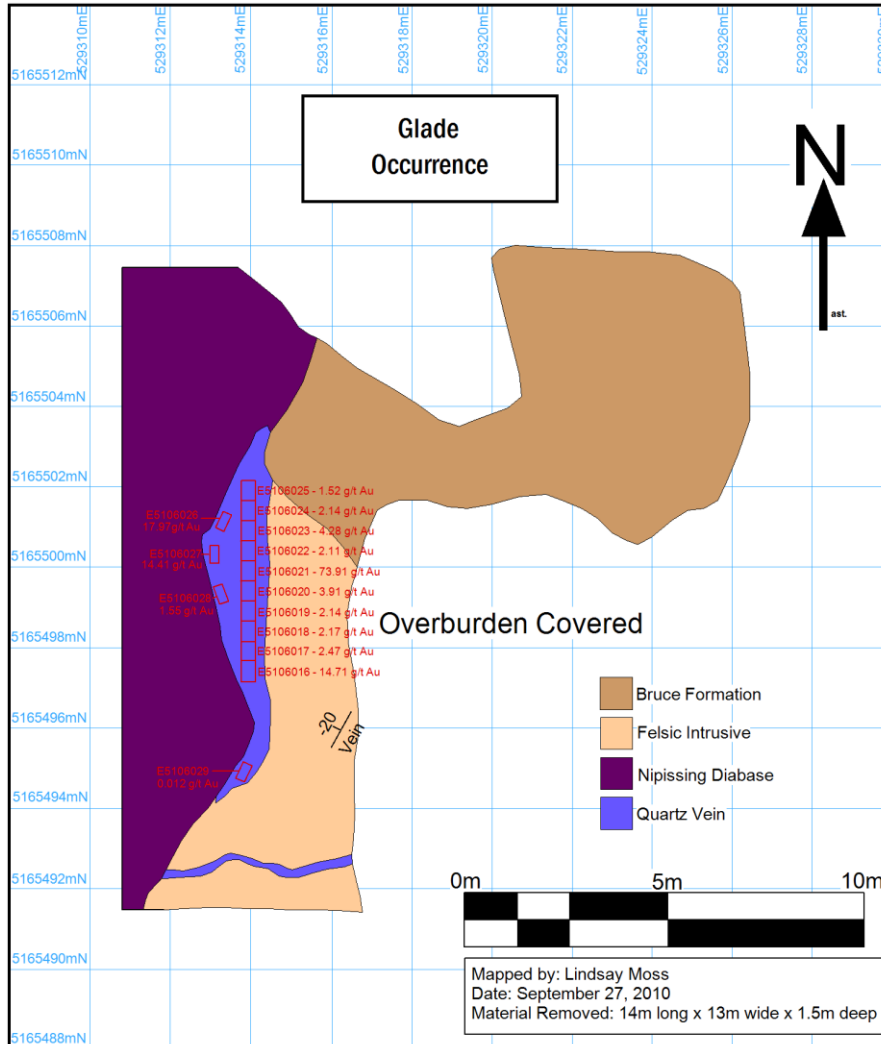 529310mE
529312mE
529314mE
529316mE
529318mE
529320mE
529322mE
529324mE
529326mE
529328mE
5165512mN
5165510mN
5165508mN
5165506mN
5165504mN
5165502mN
5165500mN
5165498mN
5165496mN
5165494mN
5165492mN
5165490mN
5165488mN
Glade
Occurrence
N
ast.
E5106025 - 1.52 g/t Au
E5106024 - 2.14 g/t Au
E5106023 - 4.28 g/t Au
E5106022 - 2.11 g/t Au
E5106021 - 73.91 g/t Au
E5106020 - 3.91 g/t Au
E5106019 - 2.14 g/t Au
E5106018 - 2.17 g/t Au
E5106017 - 2.47 g/t Au
E5106016 - 14.71 g/t Au
E5106026
17.97g/t Au
E5106027
14.41 g/t Au
E5106028
1.55 g/t Au
E5106029
0.012 g/t Au
Overburden Covered
-20
Vein
Bruce Formation
Felsic Intrusive
Nipissing Diabase
Quartz Vein
0m 5m 10m
Mapped by: Lindsay Moss
Date: September 27, 2010
Material Removed: 14m long x 13m wide x 1.5m deep